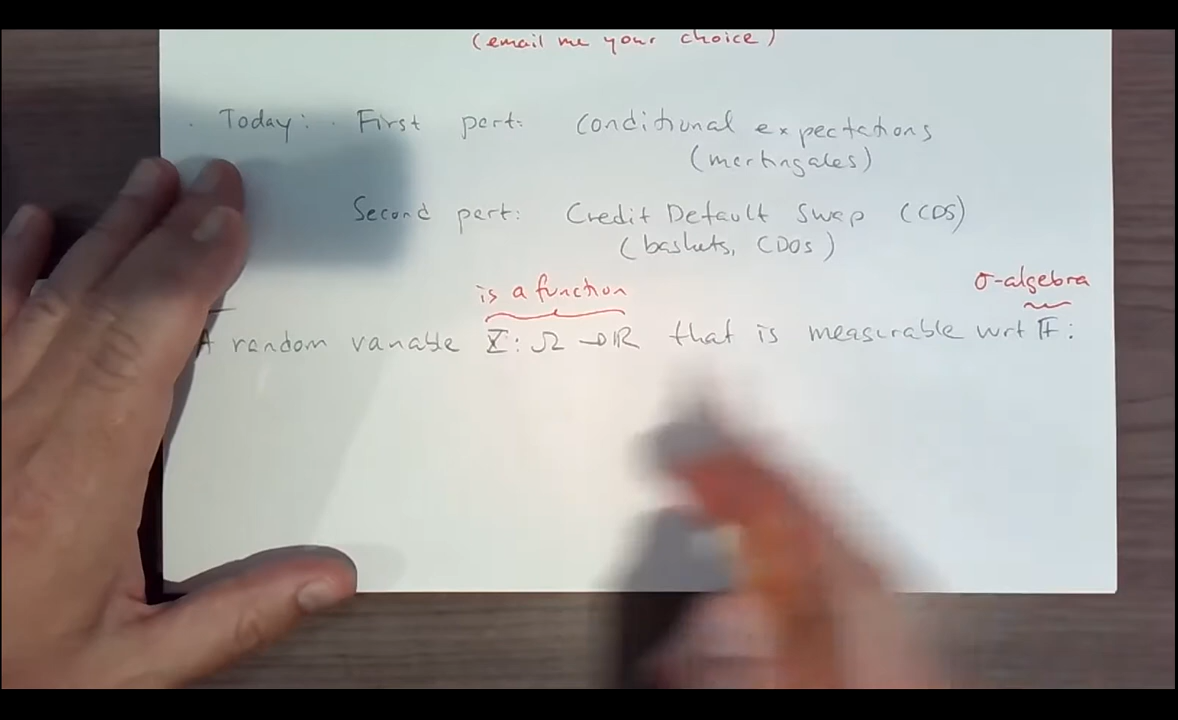 (email me your choice)
Today: · First part: Conditional expectations
(martingales)
Second part: Credit Default Swap (CDS)
(baskets, CDOs)
is a function
σ-algebra
A random variable X: Ω → ℝ that is measurable wrt 𝔽: